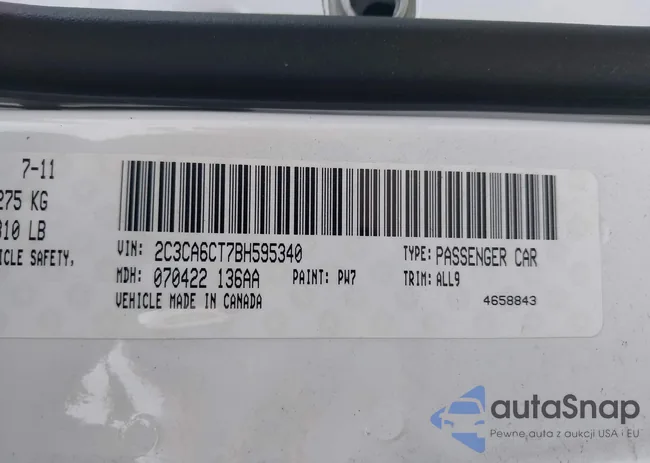 7-11
275 KG
310 LB
ICLE SAFETY,
VIN: 2C3CA6CT7BH595340
TYPE: PASSENGER CAR
MDH: 070422 136AA
PAINT: PW7
TRIM: ALL9
VEHICLE MADE IN CANADA
4658843
autaSnap
Pewne auta z aukcji USA i EU